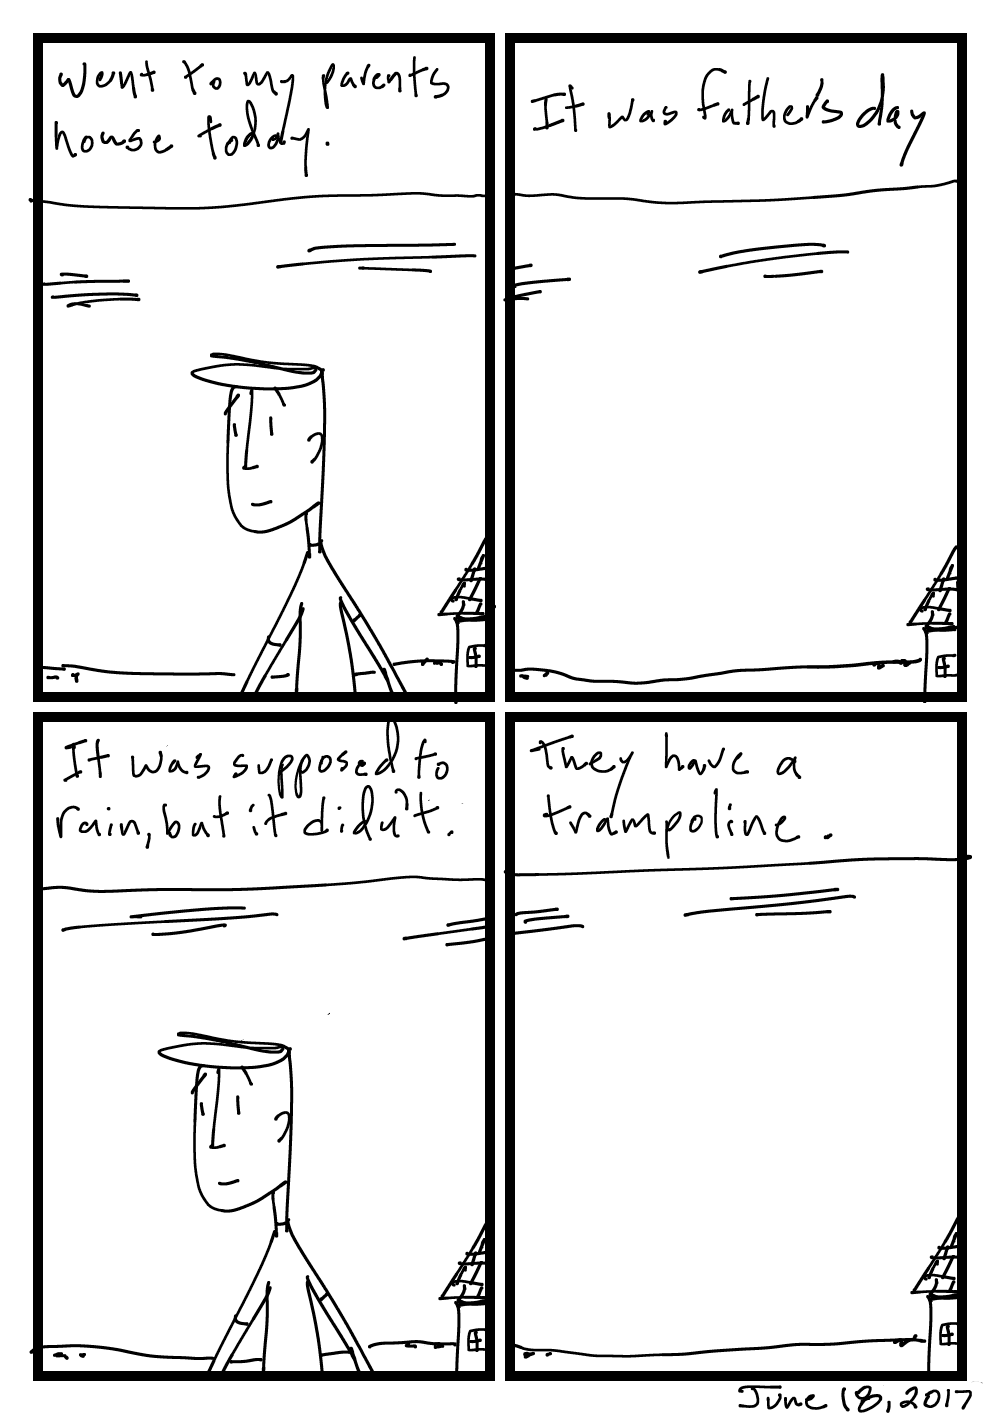 Went to my parents
house today.
It was father's day
It was supposed to
rain, but it didn't.
They have a
trampoline.
June 18, 2017